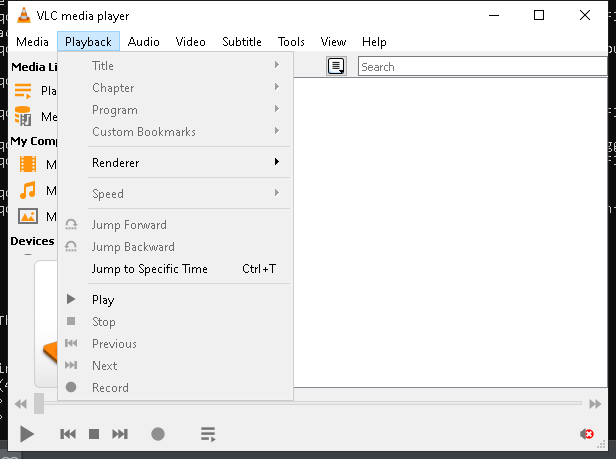 VLC media player
Media Playback Audio Video Subtitle Tools View Help
Media Li
Search
Title
Chapter
Program
Custom Bookmarks
Renderer
Speed
Jump Forward
Jump Backward
Jump to Specific Time Ctrl+T
Play
Stop
Previous
Next
Record
Pla
Me
My Comp
M
M
M
Devices